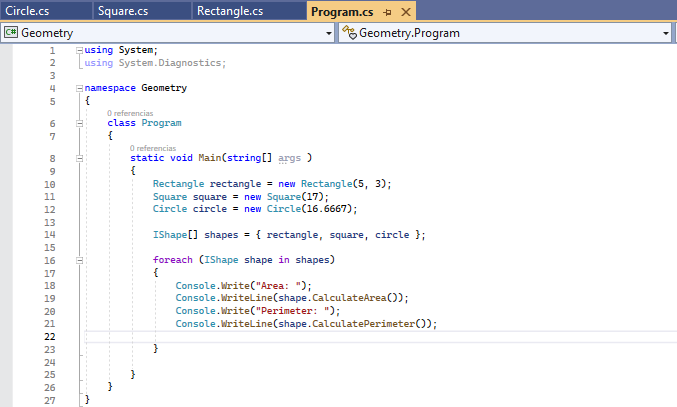 Circle.cs Square.cs Rectangle.cs Program.cs
C# Geometry Geometry.Program
1 using System;
2 using System.Diagnostics;
3
4 namespace Geometry
5 {
0 referencias
6 class Program
7 {
0 referencias
8 static void Main(string[] args )
9 {
10 Rectangle rectangle = new Rectangle(5, 3);
11 Square square = new Square(17);
12 Circle circle = new Circle(16.6667);
13
14 IShape[] shapes = { rectangle, square, circle };
15
16 foreach (IShape shape in shapes)
17 {
18 Console.Write("Area: ");
19 Console.WriteLine(shape.CalculateArea());
20 Console.Write("Perimeter: ");
21 Console.WriteLine(shape.CalculatePerimeter());
22
23 }
24
25 }
26 }
27 }